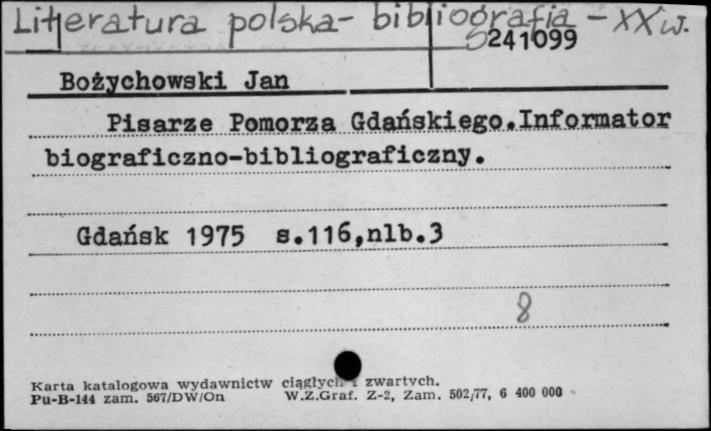 Literatura polska - bibliografia - XX w.
241099
Bożychowski Jan
Pisarze Pomorza Gdańskiego.Informator
biograficzno-bibliograficzny.
Gdańsk 1975 s.116,nlb.3
8
Karta katalogowa wydawnictw ciągłych i zwartych.
Pu-B-144 zam. 567/DW/On W.Z.Graf. Z-2, Zam. 502/77, 6 400 000